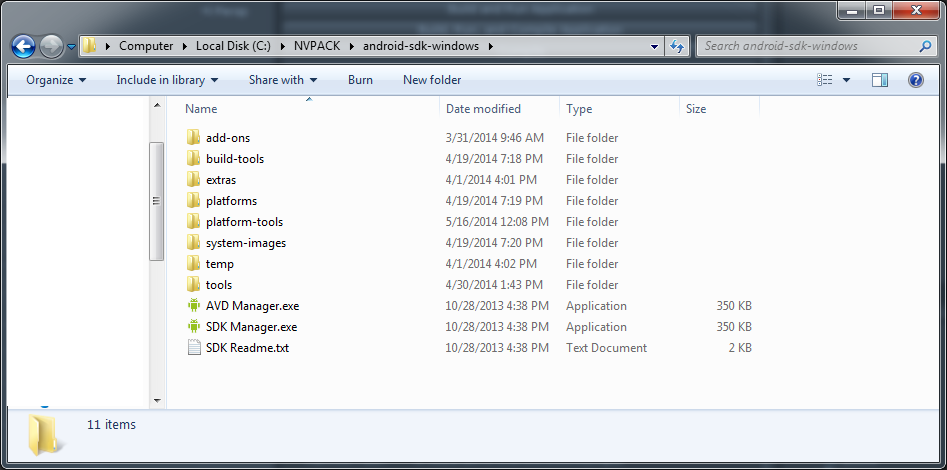 Build and Run Application
Computer Local Disk (C:) NVPACK android-sdk-windows
Search android-sdk-windows
Organize Include in library Share with Burn New folder
Name Date modified Type Size
add-ons 3/31/2014 9:46 AM File folder
build-tools 4/19/2014 7:18 PM File folder
extras 4/1/2014 4:01 PM File folder
platforms 4/19/2014 7:19 PM File folder
platform-tools 5/16/2014 12:08 PM File folder
system-images 4/19/2014 7:20 PM File folder
temp 4/1/2014 4:02 PM File folder
tools 4/30/2014 1:43 PM File folder
AVD Manager.exe 10/28/2013 4:38 PM Application 350 KB
SDK Manager.exe 10/28/2013 4:38 PM Application 350 KB
SDK Readme.txt 10/28/2013 4:38 PM Text Document 2 KB
11 items